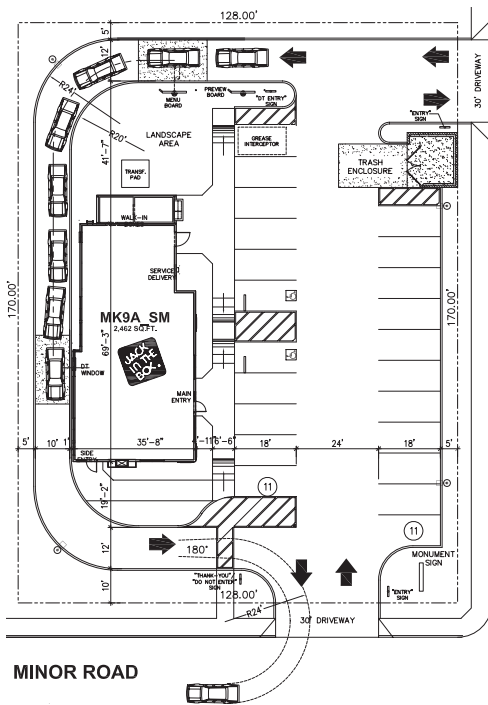 128.00'
5'
R24'
R20'
MENU
BOARD
PREVIEW
BOARD
"DT ENTRY"
SIGN
30' DRIVEWAY
"ENTRY"
SIGN
LANDSCAPE
AREA
GREASE
INTERCEPTOR
41'-7"
TRANSF.
PAD
TRASH
ENCLOSURE
WALK-IN
170.00'
SERVICE
DELIVERY
MK9A_SM
2,462 SQ.FT.
69'-3"
JACK
IN THE
BOX
170.00'
D.T.
WINDOW
MAIN
ENTRY
5'
10'
1'
35'-8"
6'-6"
18'
24'
18'
5'
SIDE
ENTRY
19'-2"
11
11
12'
180°
MONUMENT
SIGN
10'
"THANK-YOU"/
"DO NOT ENTER"
SIGN
128.00'
"ENTRY"
SIGN
R24'
30' DRIVEWAY
MINOR ROAD